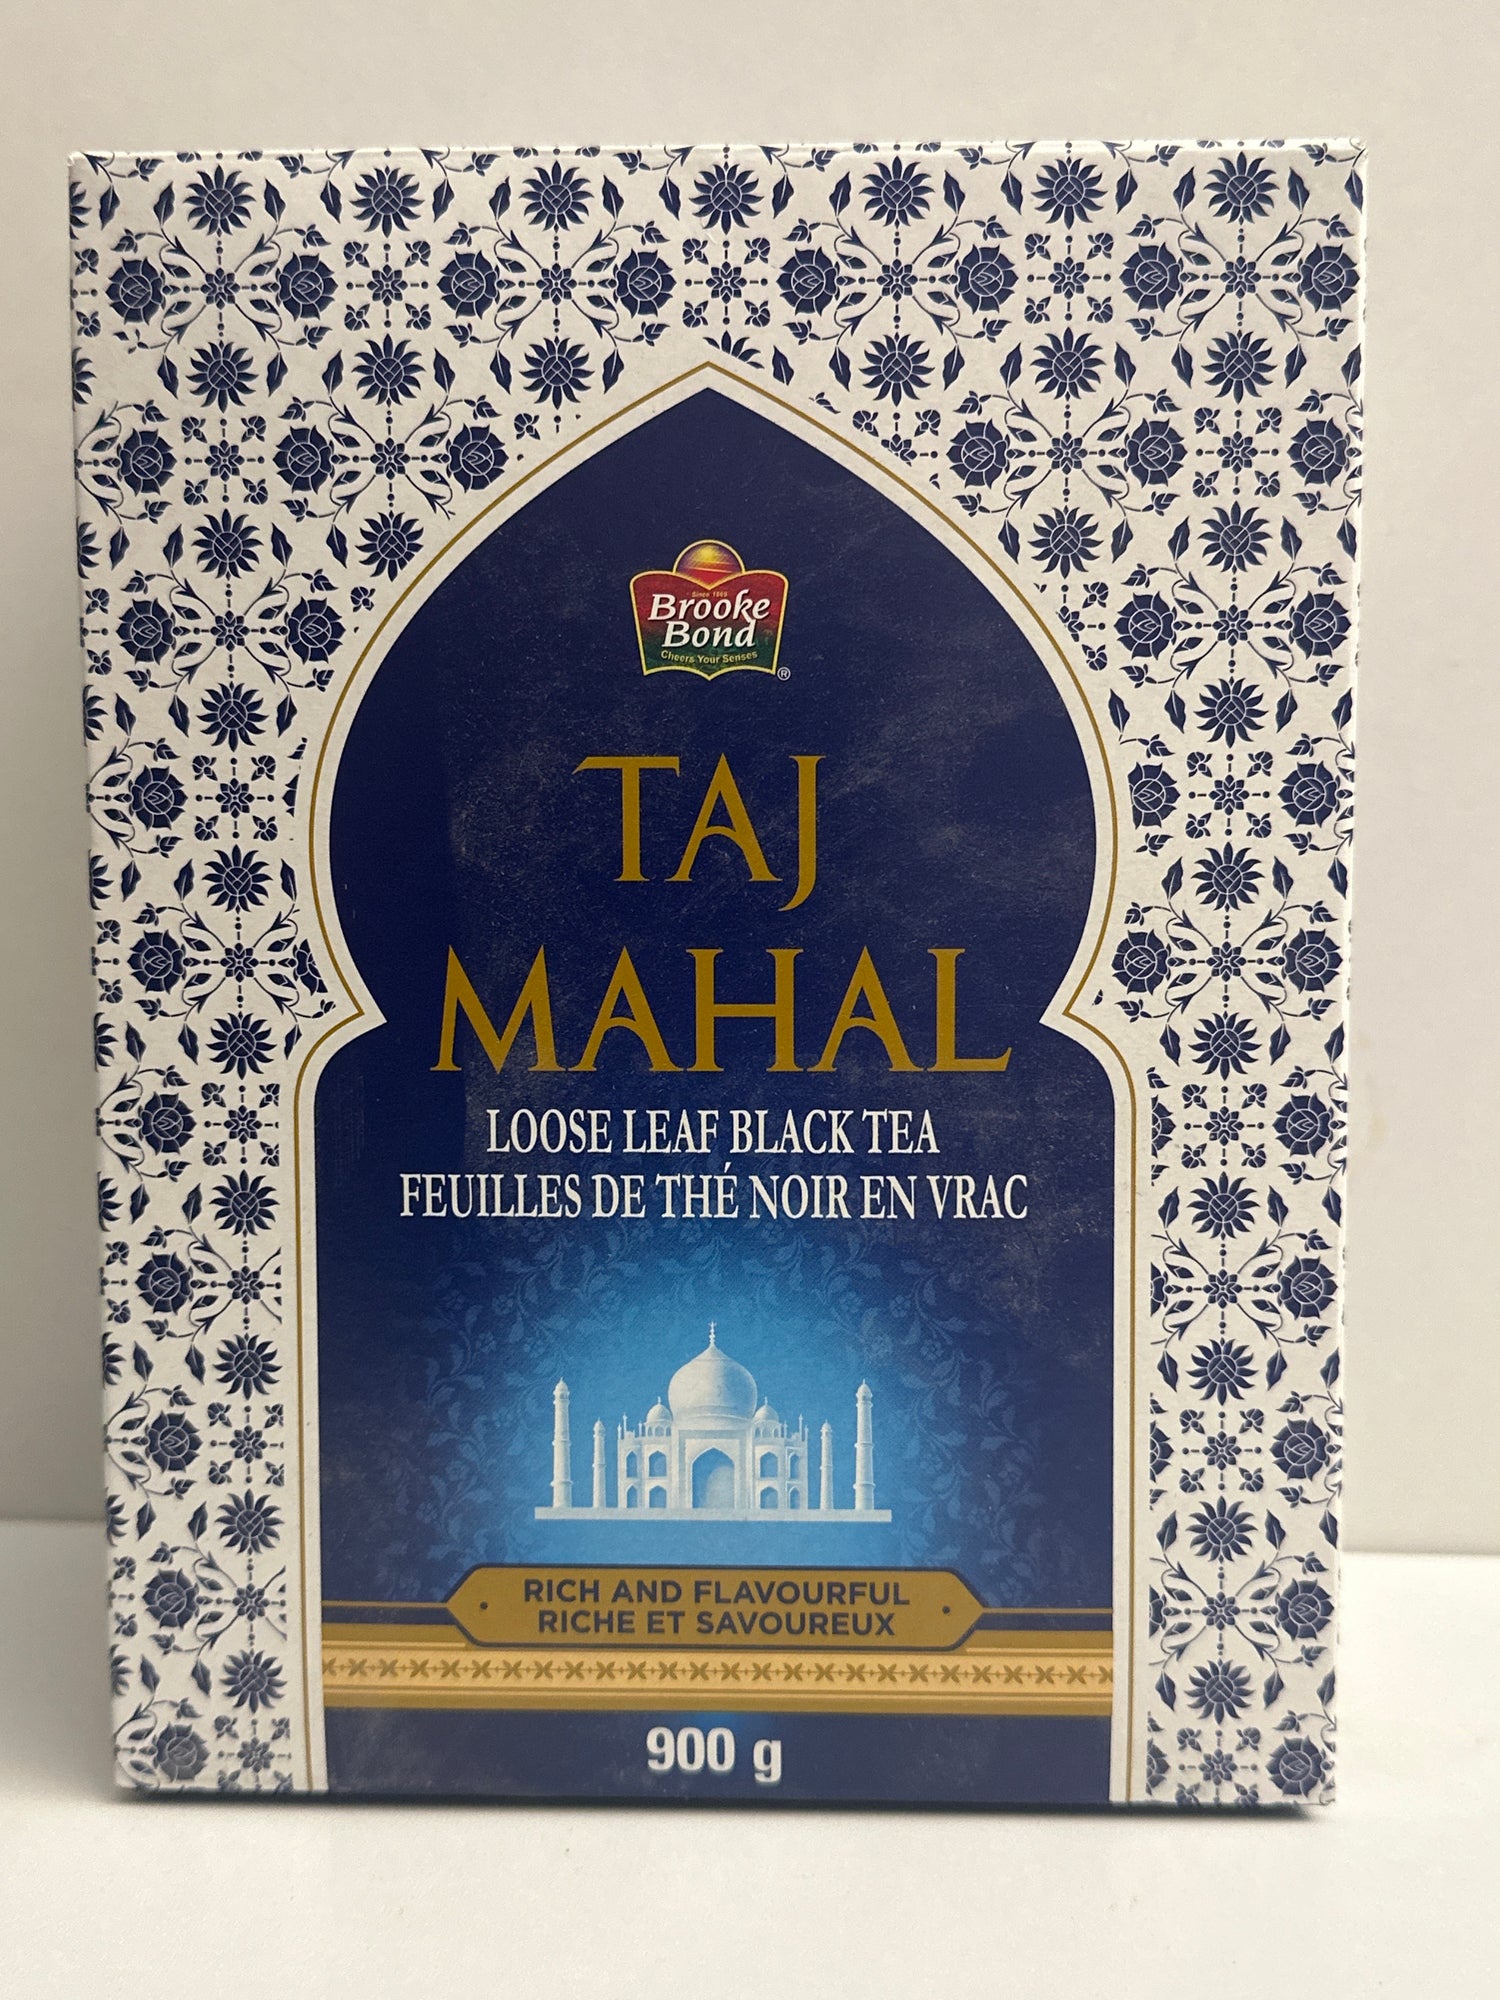 Since 1869
Brooke
Bond
Cheers Your Senses
®
TAJ
MAHAL
LOOSE LEAF BLACK TEA
FEUILLES DE THÉ NOIR EN VRAC
RICH AND FLAVOURFUL
RICHE ET SAVOUREUX
900 g